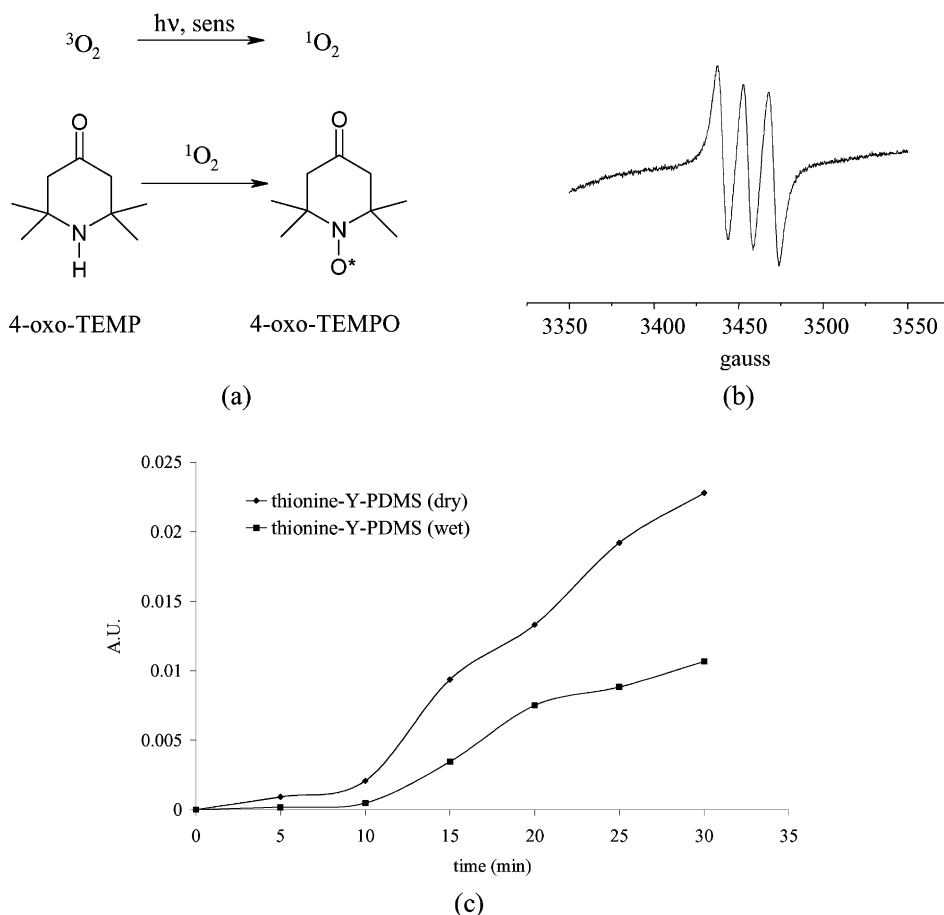 ³O₂
hν, sens
¹O₂
O
N
H
¹O₂
O
N
O*
4-oxo-TEMP
4-oxo-TEMPO
(a)
3350 3400 3450 3500 3550
gauss
(b)
0.025
0.02
0.015
0.01
0.005
0
A.U.
thionine-Y-PDMS (dry)
thionine-Y-PDMS (wet)
0 5 10 15 20 25 30 35
time (min)
(c)